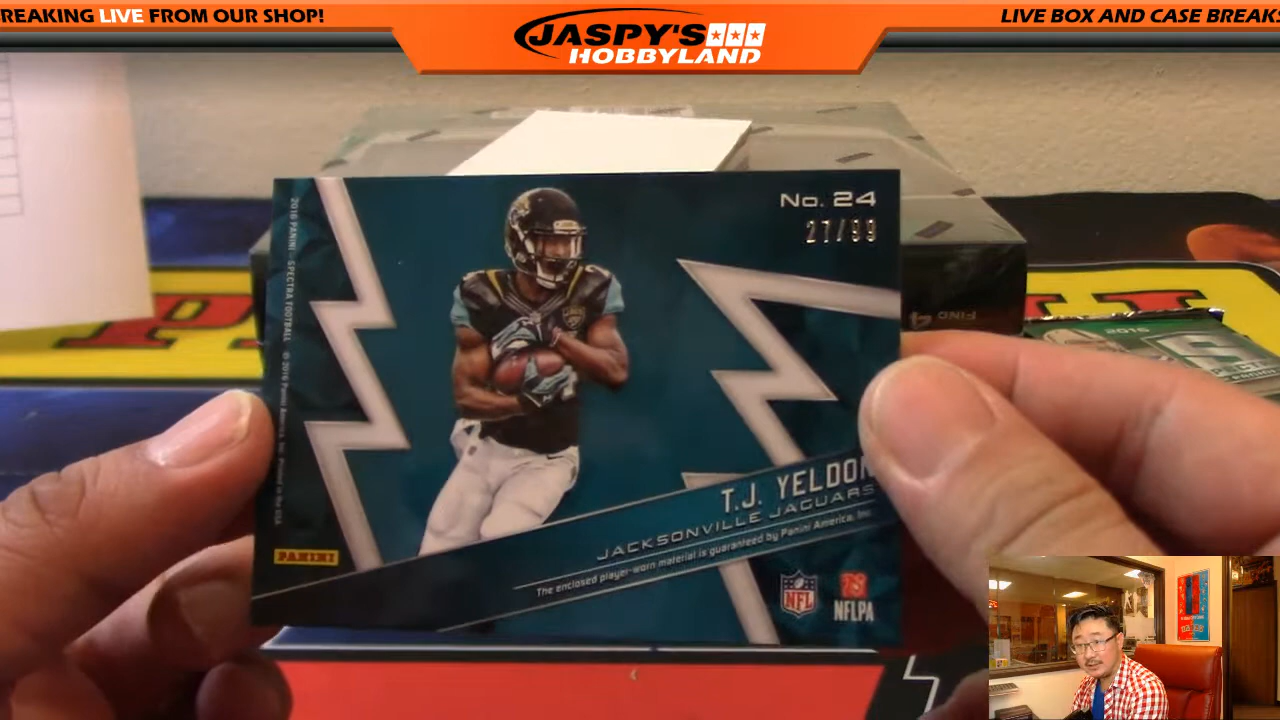 REAKING LIVE FROM OUR SHOP!
JASPY'S
HOBBYLAND
LIVE BOX AND CASE BREAKS
No. 24
27/99
2016 PANINI - SPECTRA FOOTBALL
FIND 4
2016
T.J. YELDON
JACKSONVILLE JAGUARS
The enclosed player-worn material is guaranteed by Panini America, Inc.
PANINI
NFL
NFLPA